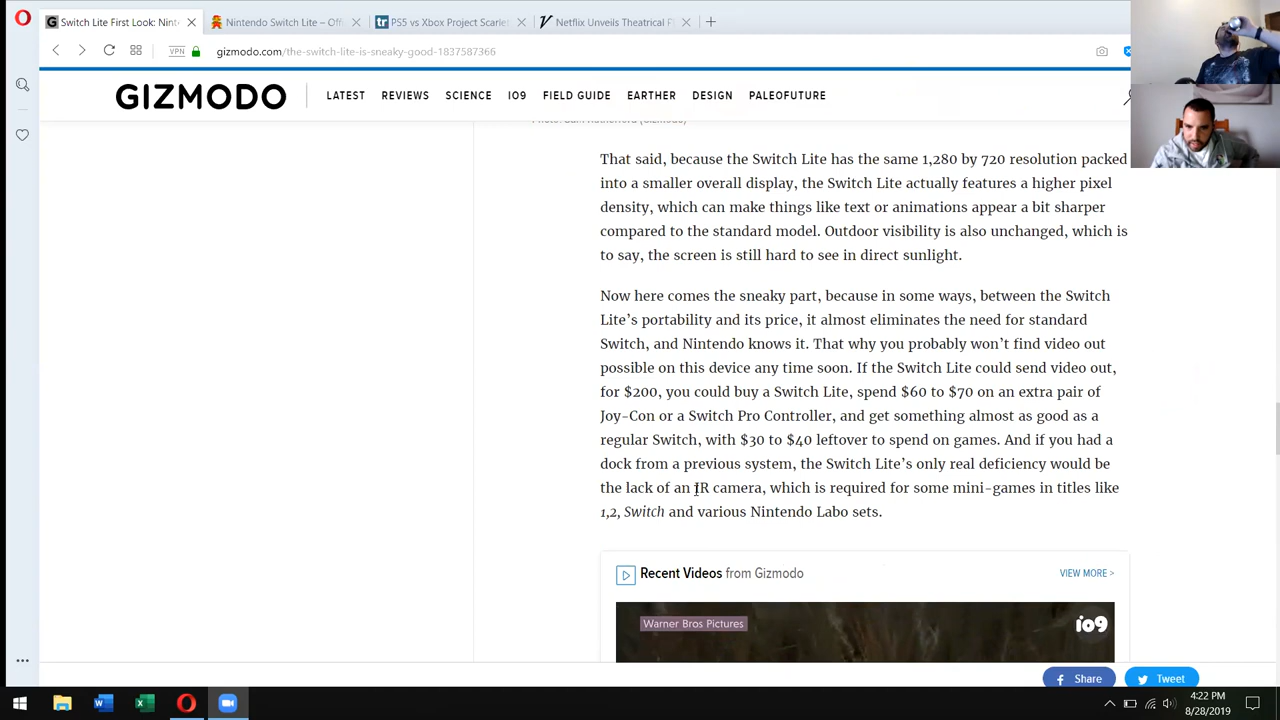 Switch Lite First Look: Nint
Nintendo Switch Lite – Off
PS5 vs Xbox Project Scarle
Netflix Unveils Theatrical F
VPN
gizmodo.com/the-switch-lite-is-sneaky-good-1837587366
GIZMODO
LATEST REVIEWS SCIENCE IO9 FIELD GUIDE EARTHER DESIGN PALEOFUTURE
That said, because the Switch Lite has the same 1,280 by 720 resolution packed
into a smaller overall display, the Switch Lite actually features a higher pixel
density, which can make things like text or animations appear a bit sharper
compared to the standard model. Outdoor visibility is also unchanged, which is
to say, the screen is still hard to see in direct sunlight.
Now here comes the sneaky part, because in some ways, between the Switch
Lite’s portability and its price, it almost eliminates the need for standard
Switch, and Nintendo knows it. That why you probably won’t find video out
possible on this device any time soon. If the Switch Lite could send video out,
for $200, you could buy a Switch Lite, spend $60 to $70 on an extra pair of
Joy-Con or a Switch Pro Controller, and get something almost as good as a
regular Switch, with $30 to $40 leftover to spend on games. And if you had a
dock from a previous system, the Switch Lite’s only real deficiency would be
the lack of an IR camera, which is required for some mini-games in titles like
1,2, Switch and various Nintendo Labo sets.
Recent Videos from Gizmodo
VIEW MORE >
Warner Bros Pictures
io9
Share
Tweet
4:22 PM
8/28/2019